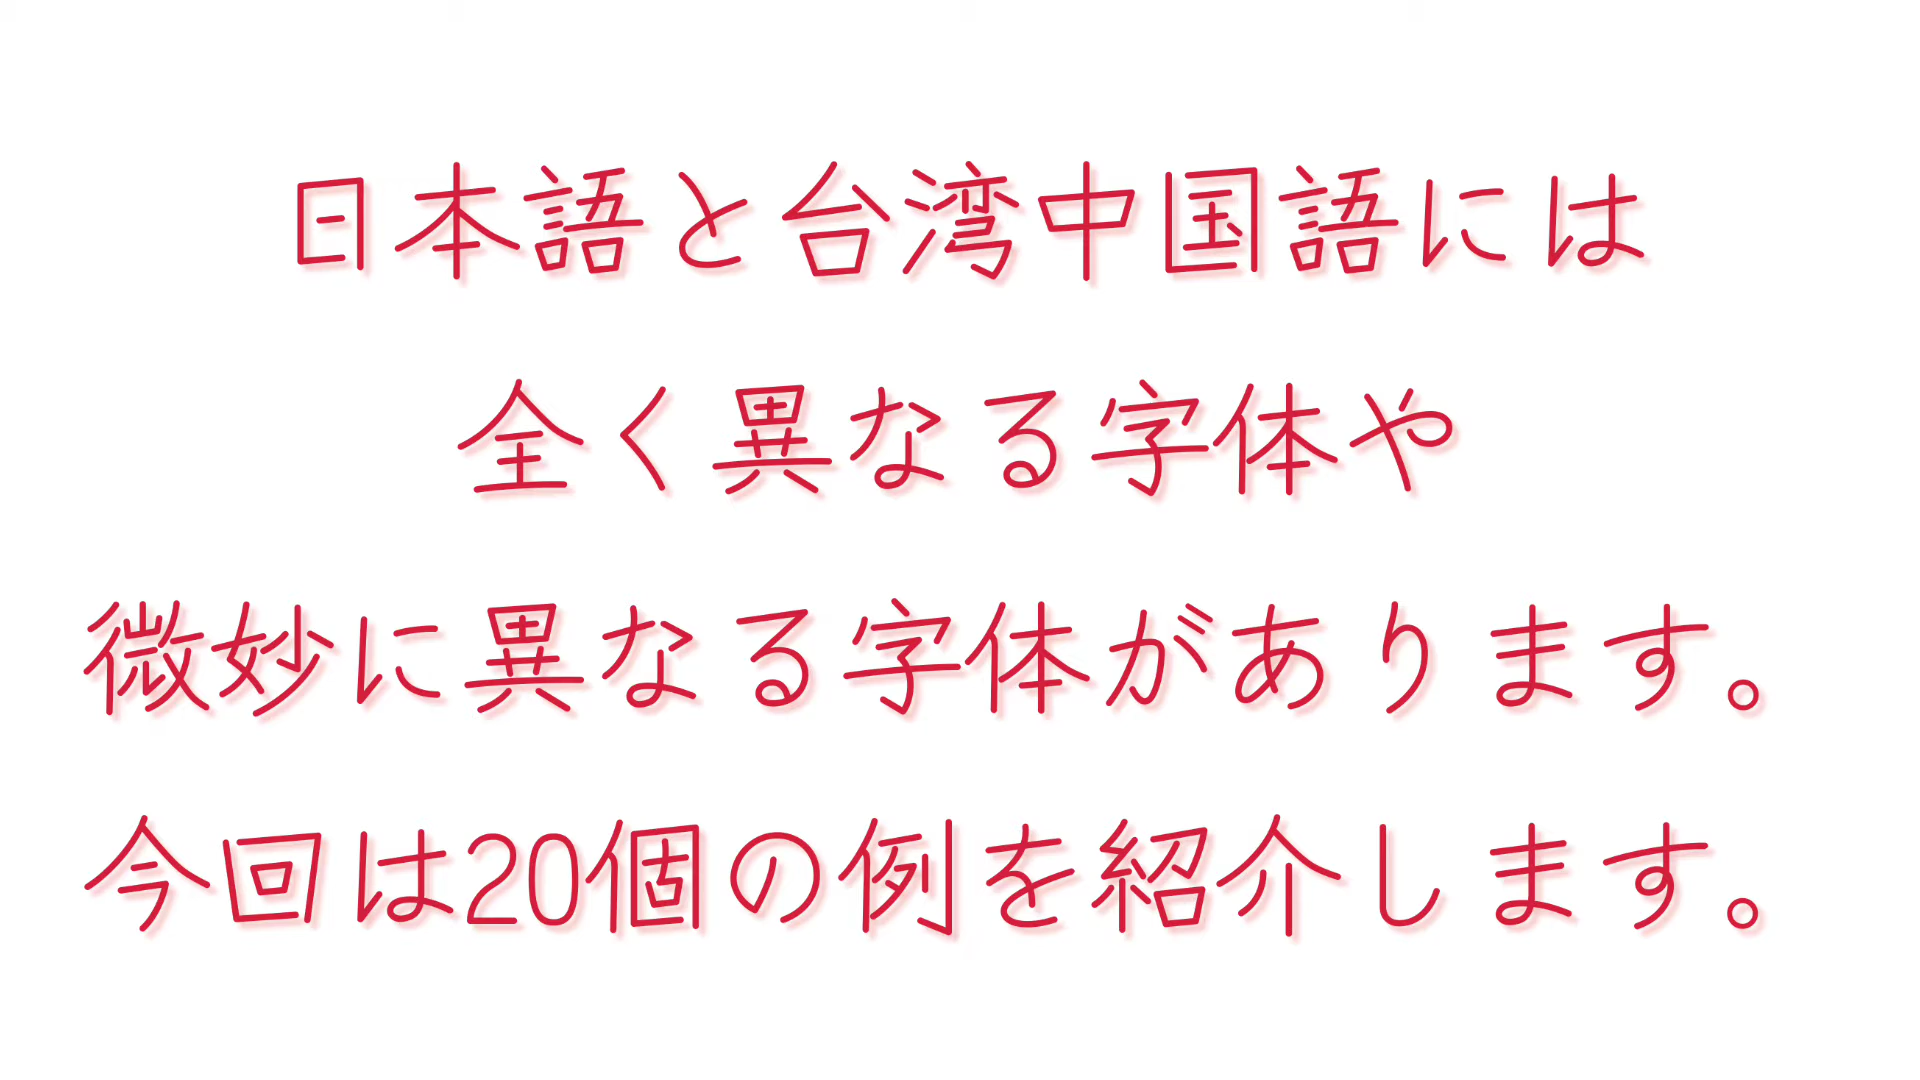 日本語と台湾中国語には
全く異なる字体や
微妙に異なる字体があります。
今回は20個の例を紹介します。